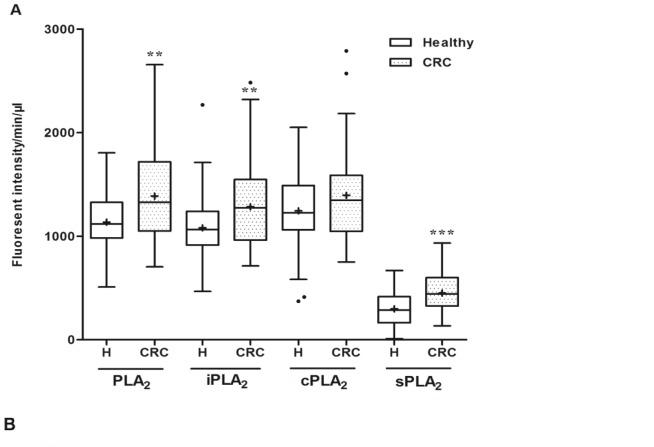 A
3000
2000
1000
0
Fluoresent intensity/min/µl
Healthy
CRC
**
**
***
H CRC H CRC H CRC H CRC
PLA2 iPLA2 cPLA2 sPLA2
B